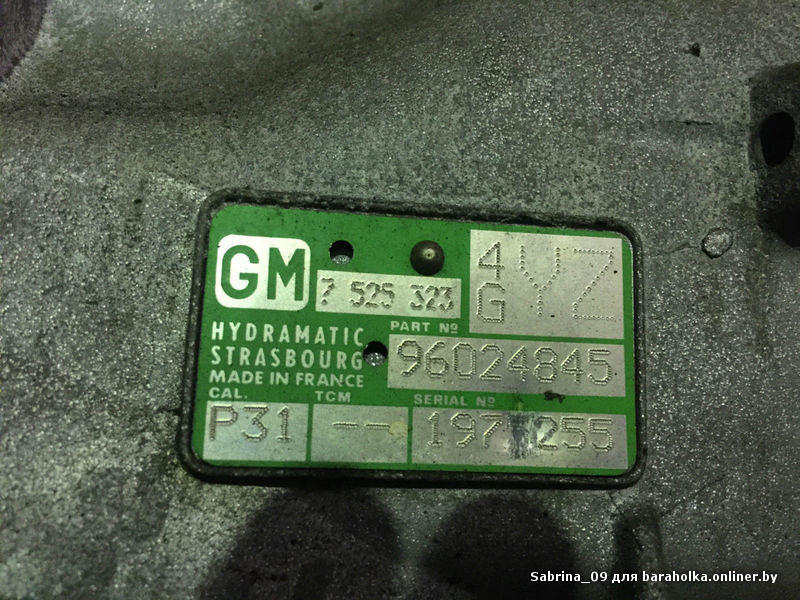 GM
7 525 323
4 YZ
G
HYDRAMATIC
STRASBOURG
MADE IN FRANCE
PART Nº
96024845
CAL.
TCM
SERIAL Nº
P31
--
Sabrina_09 для baraholka.onliner.by